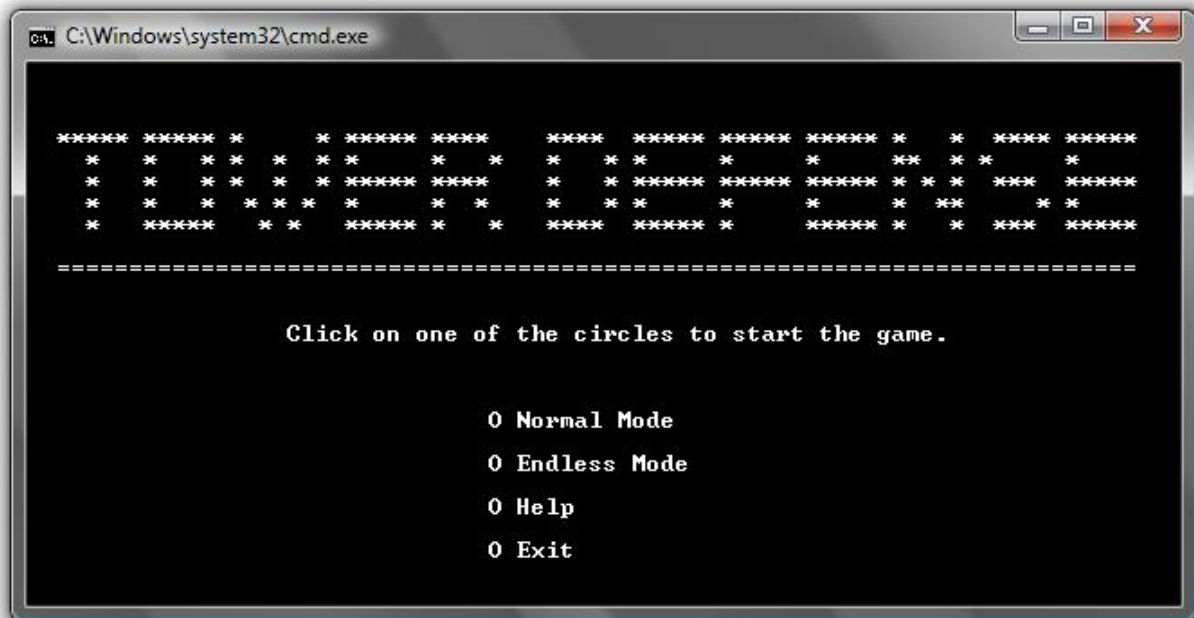 C:\Windows\system32\cmd.exe
TOWER DEFENSE
===========================================================================
Click on one of the circles to start the game.
O Normal Mode
O Endless Mode
O Help
O Exit